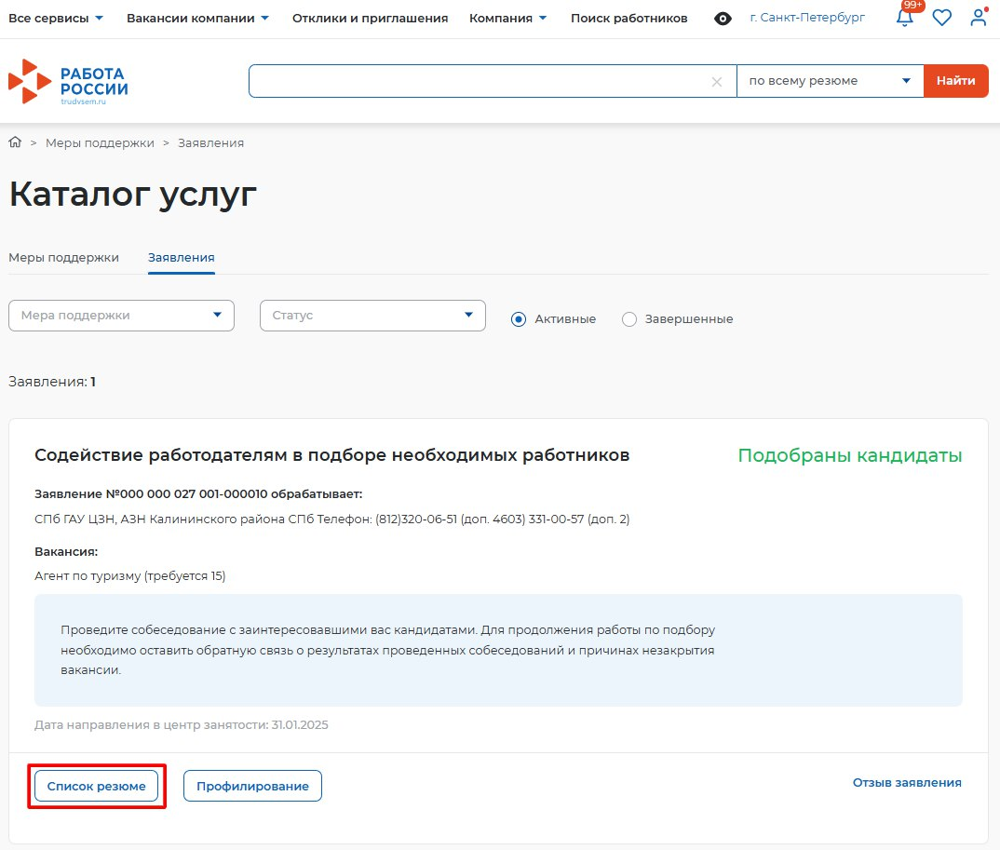 Все сервисы Вакансии компании Отклики и приглашения Компания Поиск работников г. Санкт-Петербург 99+
РАБОТА
РОССИИ
trudvsem.ru
по всему резюме Найти
> Меры поддержки > Заявления
Каталог услуг
Меры поддержки Заявления
Мера поддержки Статус Активные Завершенные
Заявления: 1
Содействие работодателям в подборе необходимых работников Подобраны кандидаты
Заявление №000 000 027 001-000010 обрабатывает:
СПб ГАУ ЦЗН, АЗН Калининского района СПб Телефон: (812)320-06-51 (доп. 4603) 331-00-57 (доп. 2)
Вакансия:
Агент по туризму (требуется 15)
Проведите собеседование с заинтересовавшими вас кандидатами. Для продолжения работы по подбору
необходимо оставить обратную связь о результатах проведенных собеседований и причинах незакрытия
вакансии.
Дата направления в центр занятости: 31.01.2025
Список резюме Профилирование Отзыв заявления